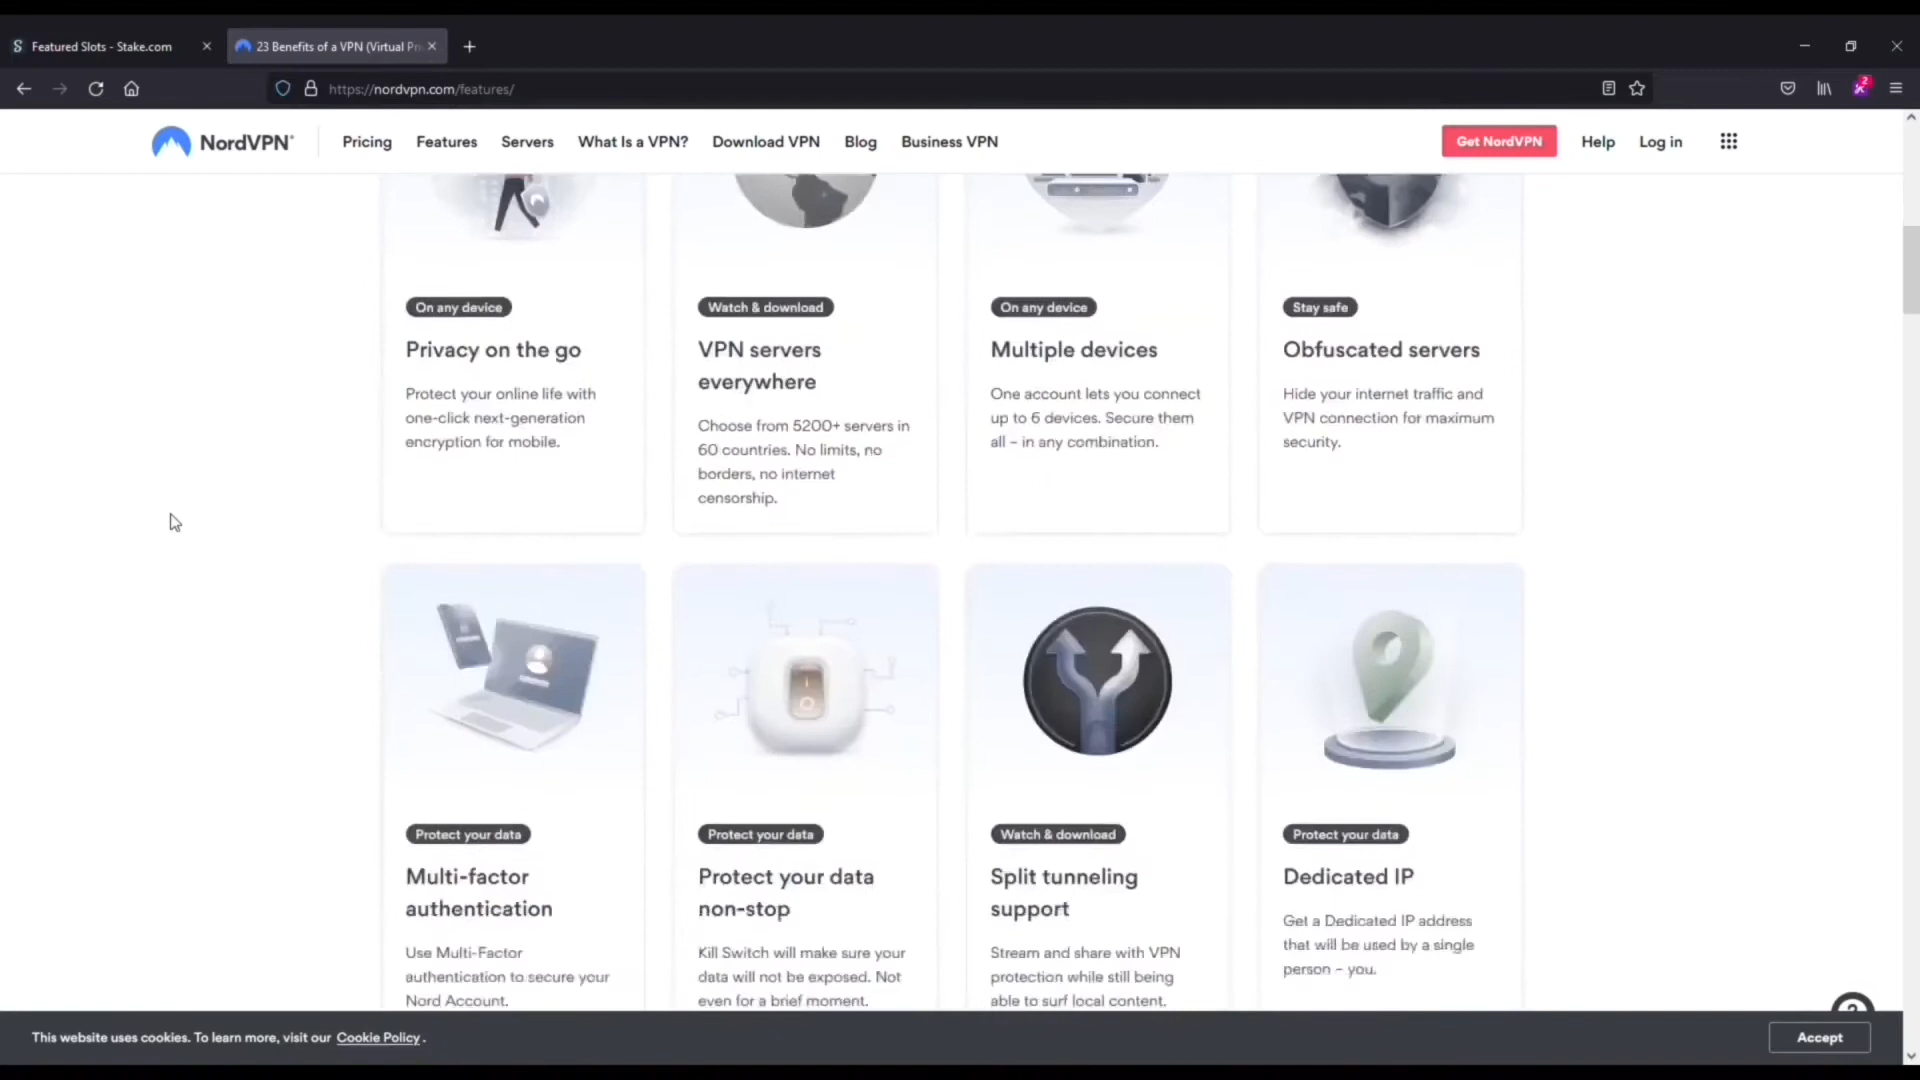 Featured Slots - Stake.com
23 Benefits of a VPN (Virtual Pri
https://nordvpn.com/features/
2
NordVPN®
Pricing
Features
Servers
What Is a VPN?
Download VPN
Blog
Business VPN
Get NordVPN
Help
Log in
On any device
Privacy on the go
Protect your online life with
one-click next-generation
encryption for mobile.
Watch & download
VPN servers
everywhere
Choose from 5200+ servers in
60 countries. No limits, no
borders, no internet
censorship.
On any device
Multiple devices
One account lets you connect
up to 6 devices. Secure them
all – in any combination.
Stay safe
Obfuscated servers
Hide your internet traffic and
VPN connection for maximum
security.
Protect your data
Multi-factor
authentication
Use Multi-Factor
authentication to secure your
Nord Account.
Protect your data
Protect your data
non-stop
Kill Switch will make sure your
data will not be exposed. Not
even for a brief moment.
Watch & download
Split tunneling
support
Stream and share with VPN
protection while still being
able to surf local content.
Protect your data
Dedicated IP
Get a Dedicated IP address
that will be used by a single
person – you.
This website uses cookies. To learn more, visit our Cookie Policy.
Accept